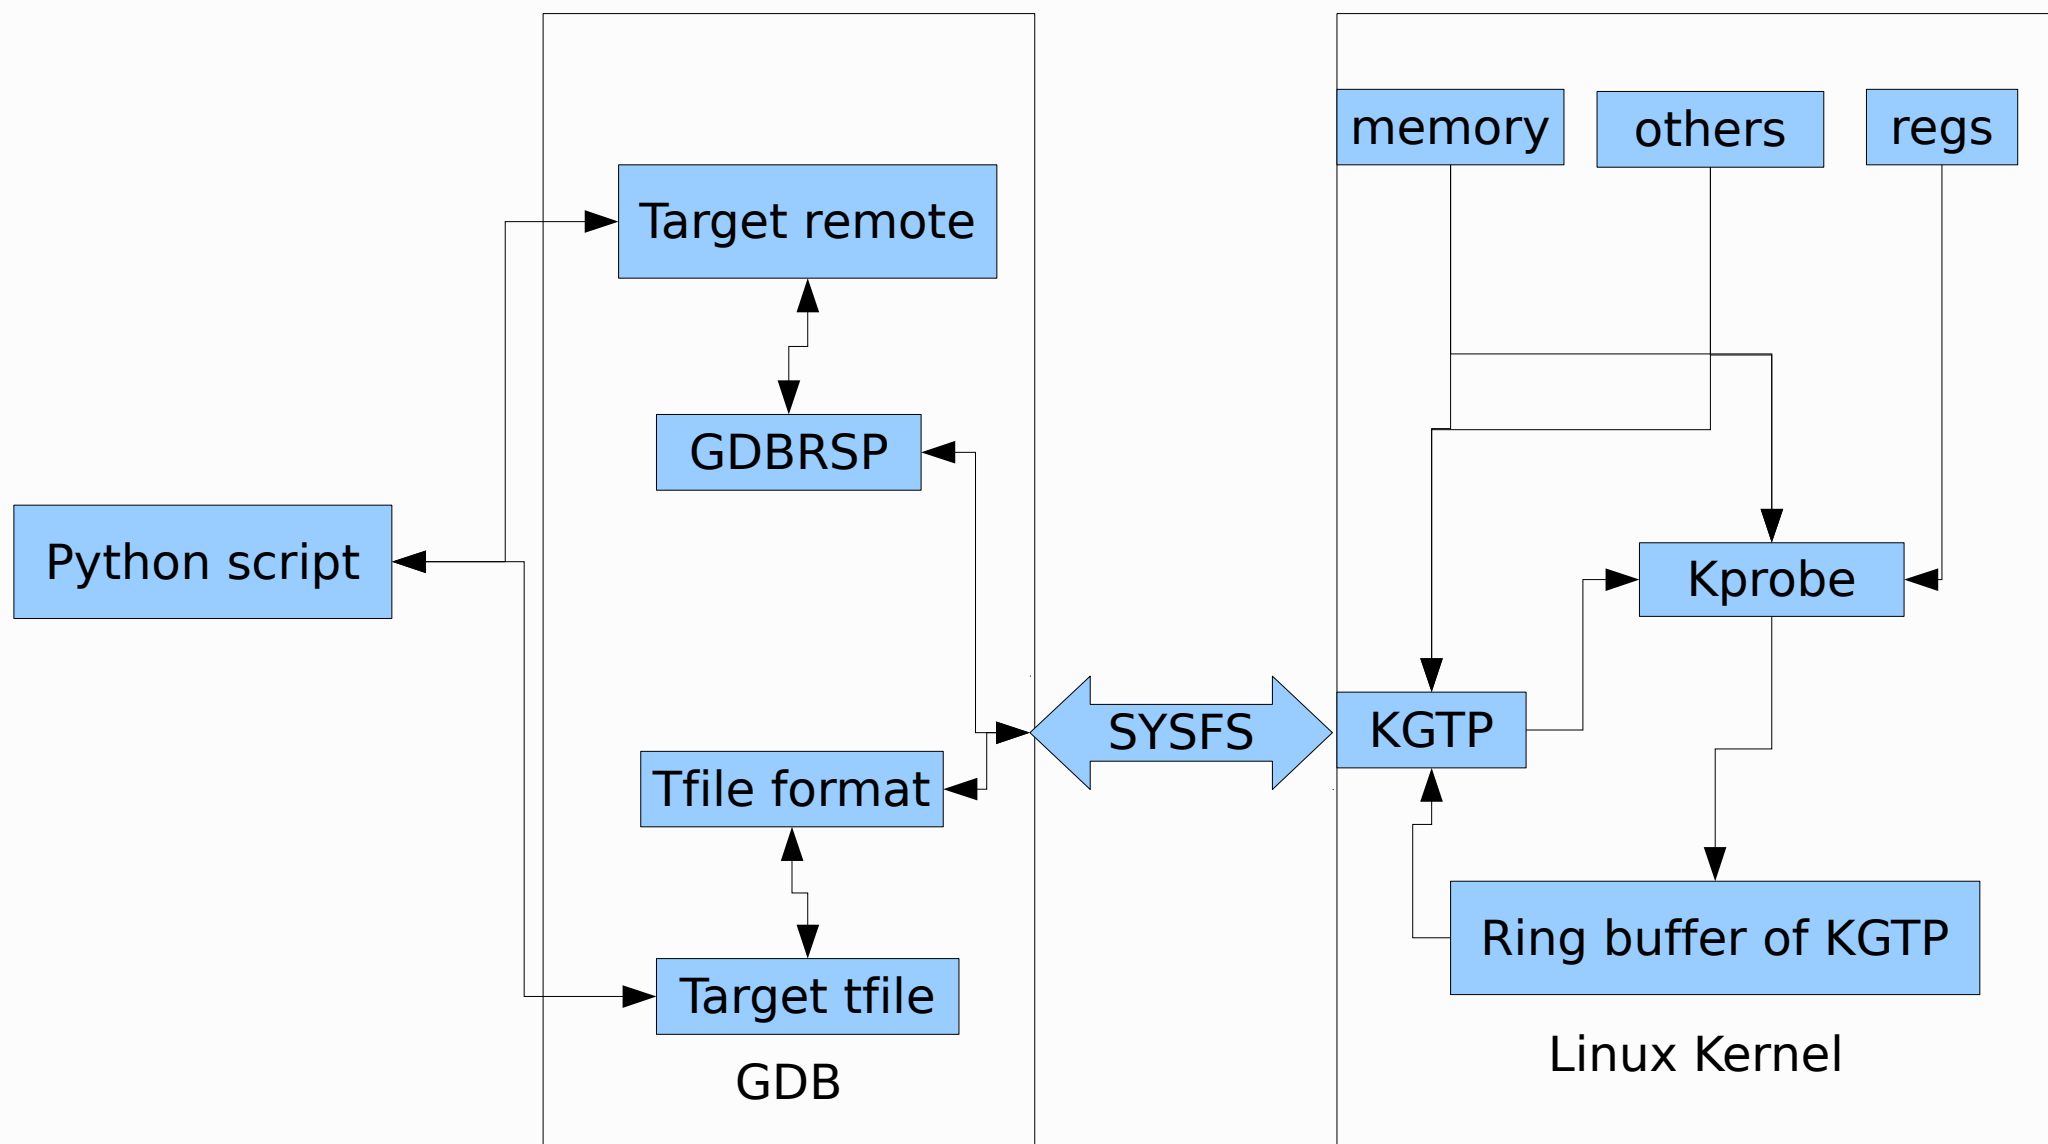 memory
others
regs
Target remote
GDBRSP
Python script
Kprobe
SYSFS
KGTP
Tfile format
Ring buffer of KGTP
Target tfile
Linux Kernel
GDB